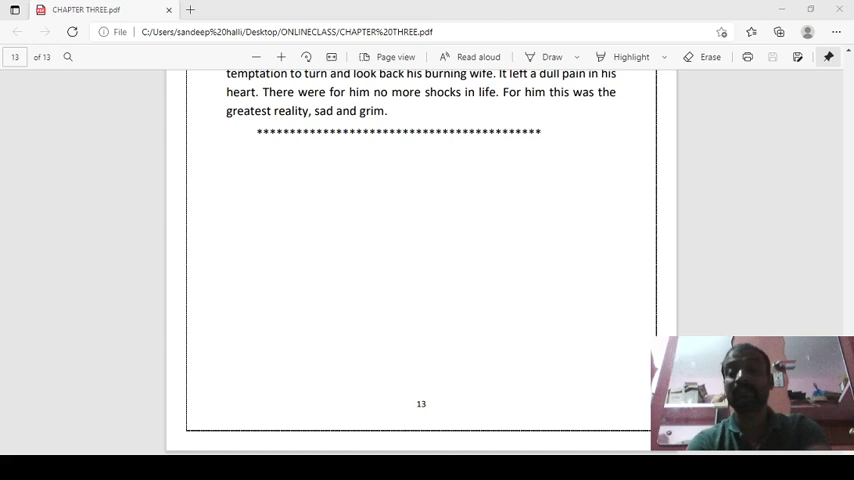 CHAPTER THREE.pdf
File C:/Users/sandeep%20halli/Desktop/ONLINECLASS/CHAPTER%20THREE.pdf
13 of 13 Page view Read aloud Draw Highlight Erase
temptation to turn and look back his burning wife. It left a dull pain in his
heart. There were for him no more shocks in life. For him this was the
greatest reality, sad and grim.
*******************************************
13